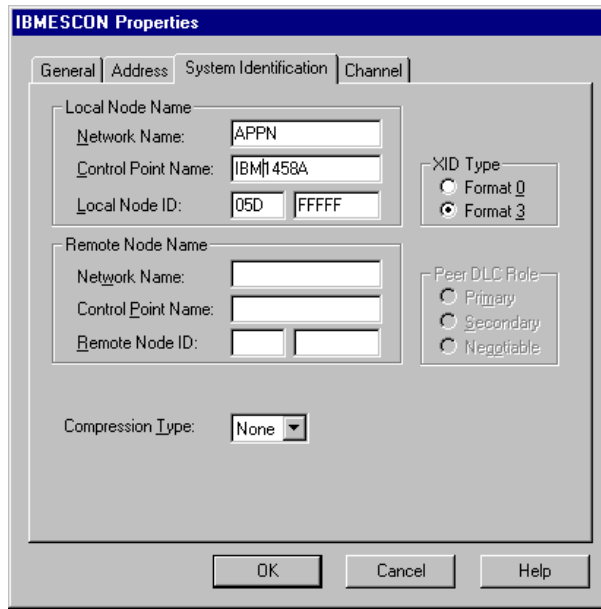 IBMESCON Properties
General Address System Identification Channel
Local Node Name
Network Name: APPN
Control Point Name: IBM1458A
Local Node ID: 05D FFFFF
XID Type
Format 0
Format 3
Remote Node Name
Network Name:
Control Point Name:
Remote Node ID:
Peer DLC Role
Primary
Secondary
Negotiable
Compression Type: None
OK Cancel Help